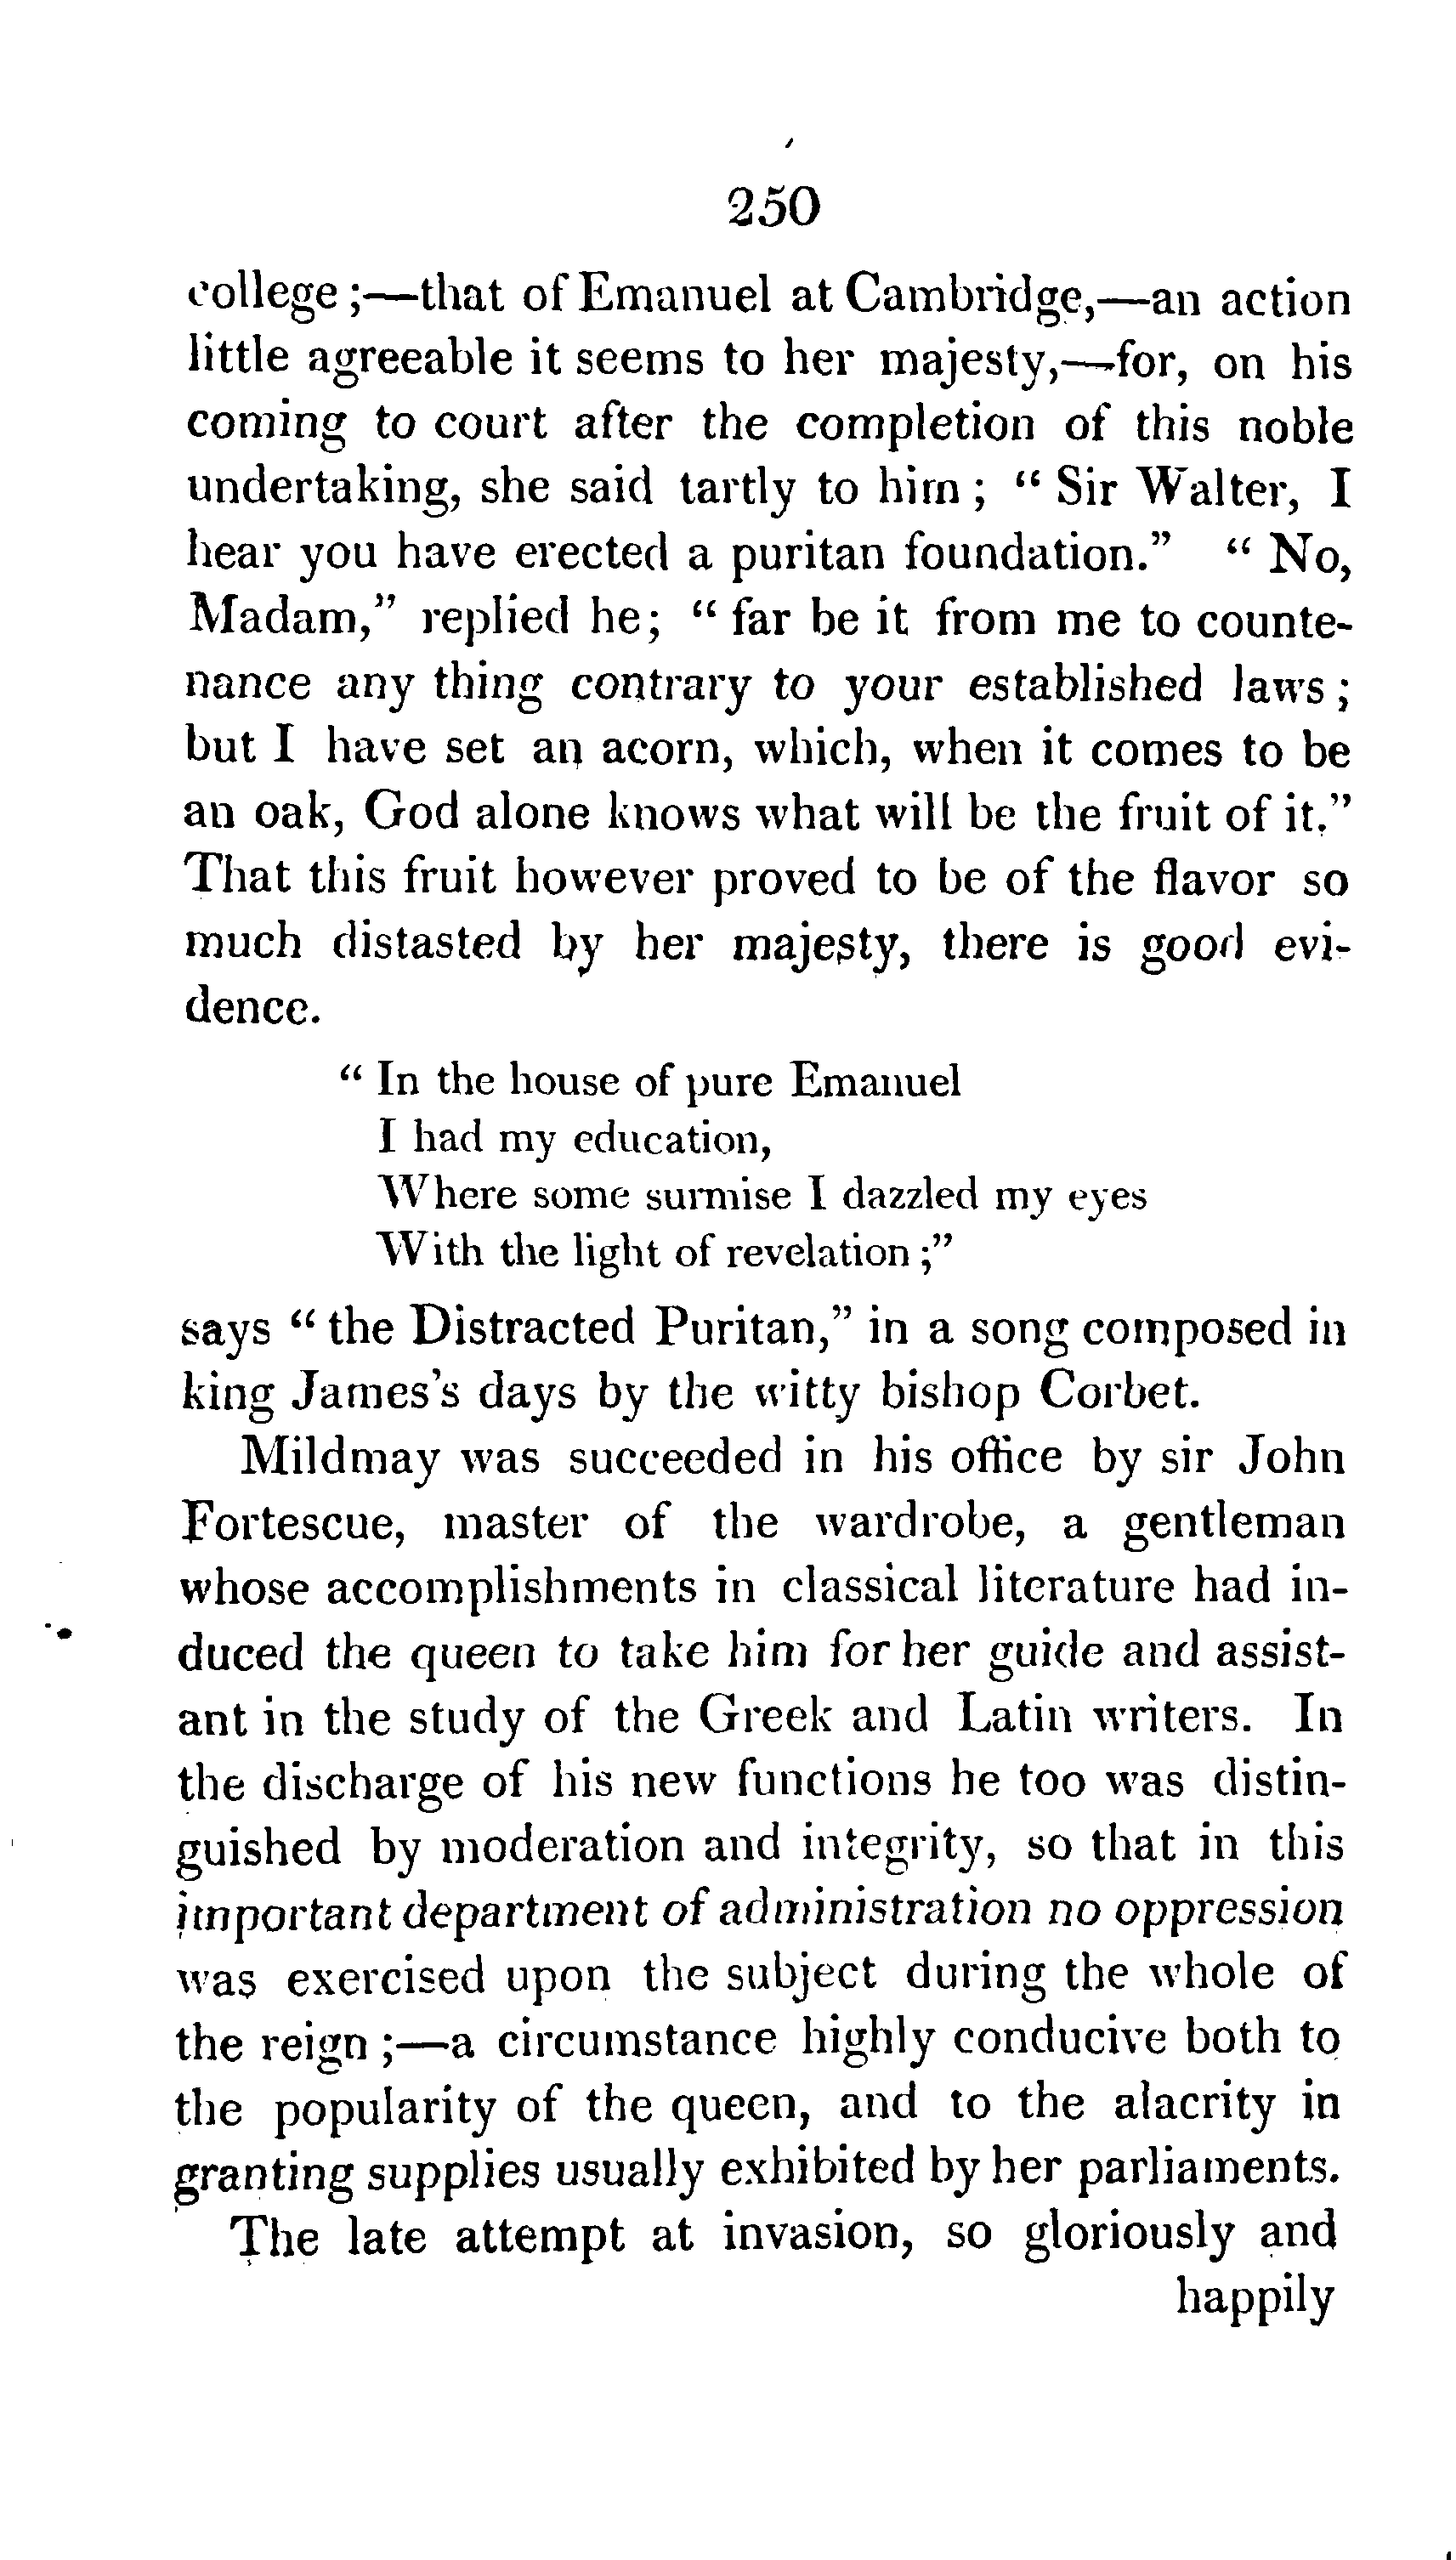 250
college ;—that of Emanuel at Cambridge,—an action
little agreeable it seems to her majesty,—for, on his
coming to court after the completion of this noble
undertaking, she said tartly to him ; “ Sir Walter, I
hear you have erected a puritan foundation.” “ No,
Madam,” replied he; “ far be it from me to counte-
nance any thing contrary to your established laws ;
but I have set an acorn, which, when it comes to be
an oak, God alone knows what will be the fruit of it.”
That this fruit however proved to be of the flavor so
much distasted by her majesty, there is good evi-
dence.
“ In the house of pure Emanuel
I had my education,
Where some surmise I dazzled my eyes
With the light of revelation ;”
says “ the Distracted Puritan,” in a song composed in
king James's days by the witty bishop Corbet.
Mildmay was succeeded in his office by sir John
Fortescue, master of the wardrobe, a gentleman
whose accomplishments in classical literature had in-
duced the queen to take him for her guide and assist-
ant in the study of the Greek and Latin writers. In
the discharge of his new functions he too was distin-
guished by moderation and integrity, so that in this
important department of administration no oppression
was exercised upon the subject during the whole of
the reign ;—a circumstance highly conducive both to
the popularity of the queen, and to the alacrity in
granting supplies usually exhibited by her parliaments.
The late attempt at invasion, so gloriously and
happily